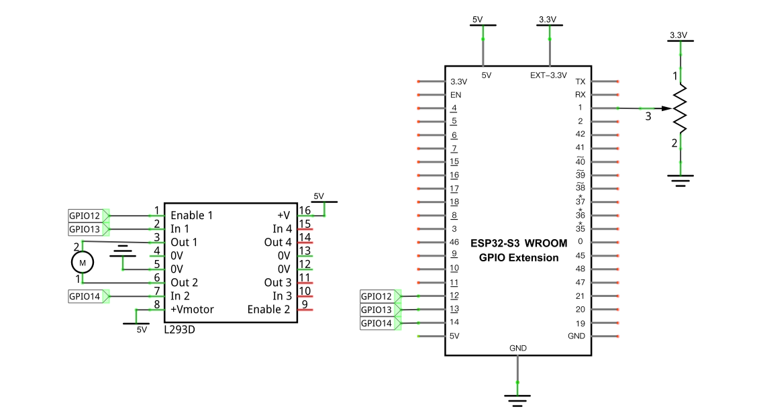 5V
3.3V
3.3V
5V
EXT-3.3V
3.3V
TX
EN
RX
4
1
5
2
6
42
7
41
15
40
16
39
17
38
18
37
8
36
3
35
46
0
9
45
10
48
11
47
12
21
13
20
14
19
5V
GND
ESP32-S3 WROOM
GPIO Extension
GND
GPIO12
GPIO13
GPIO14
1
3
2
5V
GPIO12
1
Enable 1
+V
16
GPIO13
2
In 1
In 4
15
2
3
Out 1
Out 4
14
4
0V
0V
13
M
5
0V
0V
12
1
6
Out 2
Out 3
11
GPIO14
7
In 2
In 3
10
8
+Vmotor
Enable 2
9
5V
L293D